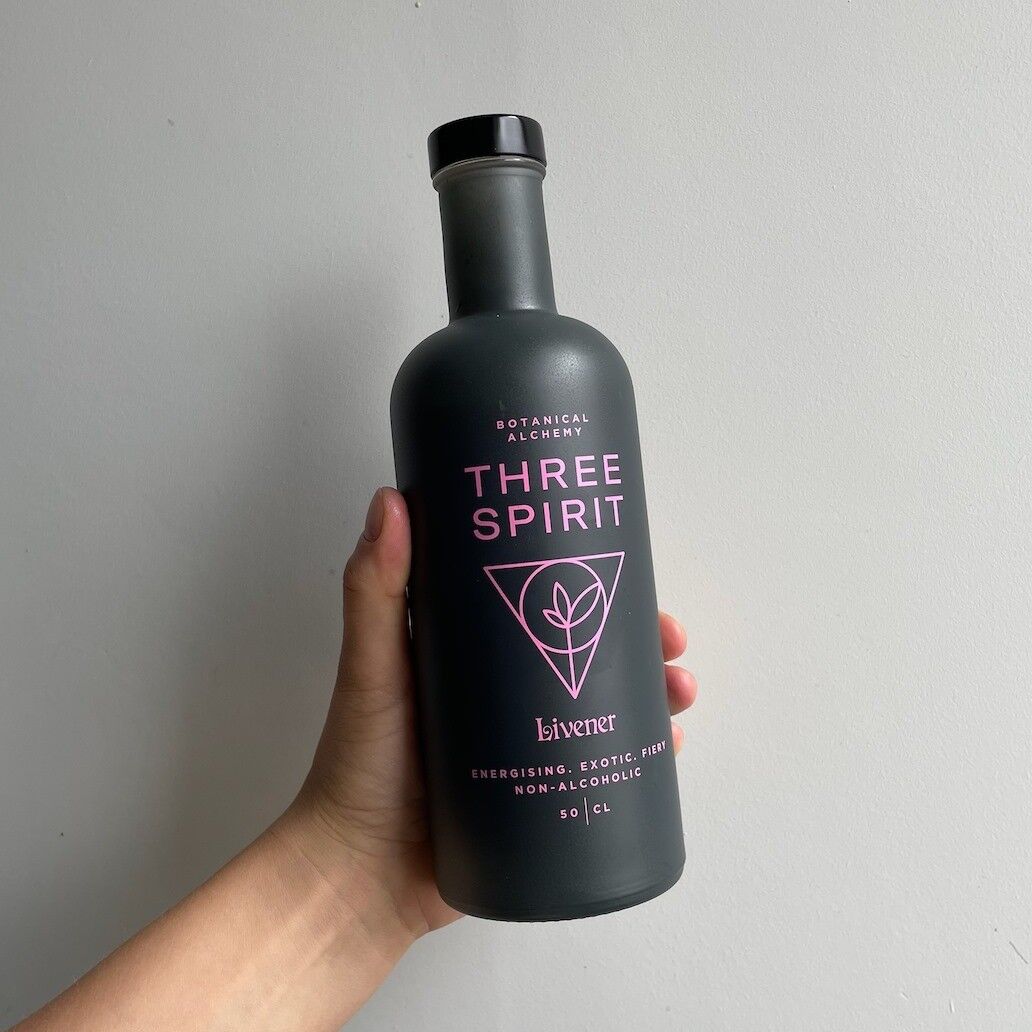 BOTANICAL
ALCHEMY
THREE
SPIRIT
Livener
ENERGISING. EXOTIC. FIERY
NON-ALCOHOLIC
50 CL